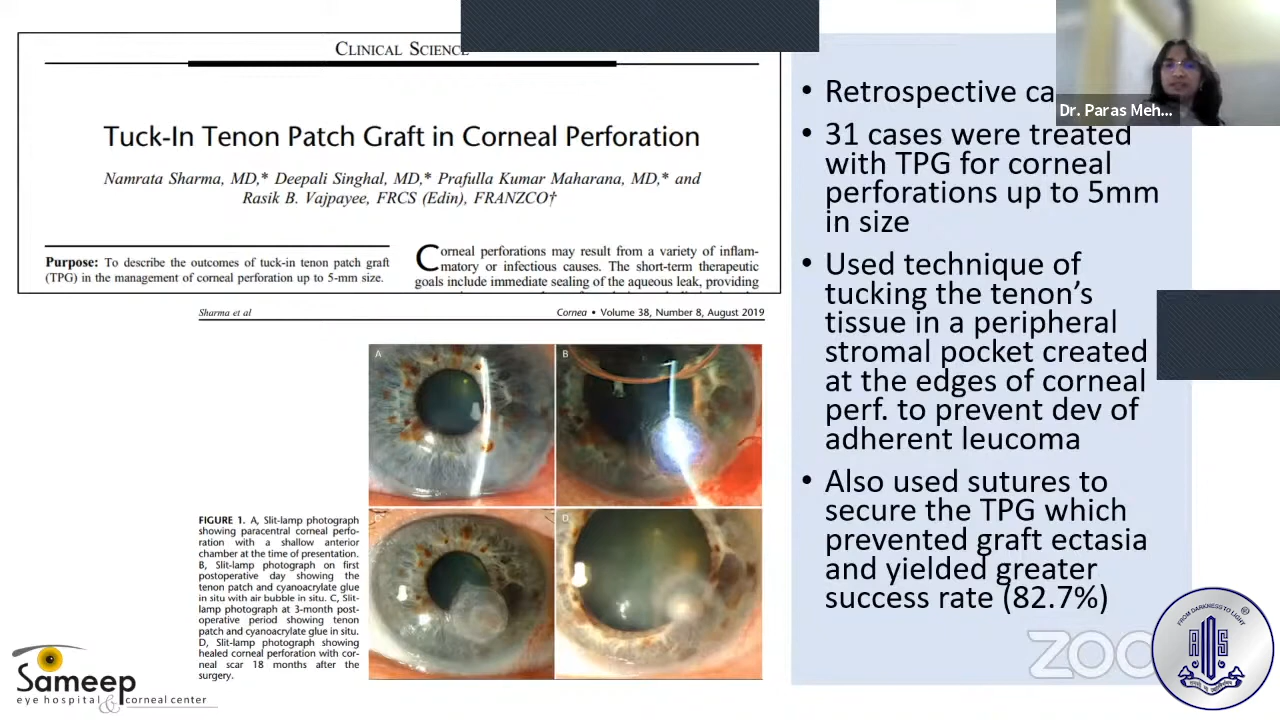 CLINICAL SCIENCE
Tuck-In Tenon Patch Graft in Corneal Perforation
Namrata Sharma, MD,* Deepali Singhal, MD,* Prafulla Kumar Maharana, MD,* and
Rasik B. Vajpayee, FRCS (Edin), FRANZCO†
Purpose: To describe the outcomes of tuck-in tenon patch graft
(TPG) in the management of corneal perforation up to 5-mm size.
Corneal perforations may result from a variety of inflam-
matory or infectious causes. The short-term therapeutic
goals include immediate sealing of the aqueous leak, providing
Sharma et al
Cornea • Volume 38, Number 8, August 2019
A
B
D
FIGURE 1. A, Slit-lamp photograph
showing paracentral corneal perfo-
ration with a shallow anterior
chamber at the time of presentation.
B, Slit-lamp photograph on first
postoperative day showing the
tenon patch and cyanoacrylate glue
in situ with air bubble in situ. C, Slit-
lamp photograph at 3-month post-
operative period showing tenon
patch and cyanoacrylate glue in situ.
D, Slit-lamp photograph showing
healed corneal perforation with cor-
neal scar 18 months after the
surgery.
• Retrospective ca
• 31 cases were treated
with TPG for corneal
perforations up to 5mm
in size
• Used technique of
tucking the tenon's
tissue in a peripheral
stromal pocket created
at the edges of corneal
perf. to prevent dev of
adherent leucoma
• Also used sutures to
secure the TPG which
prevented graft ectasia
and yielded greater
success rate (82.7%)
Dr. Paras Meh...
Sameep
eye hospital & corneal center
ZOO
FROM DARKNESS TO LIGHT
AIOS